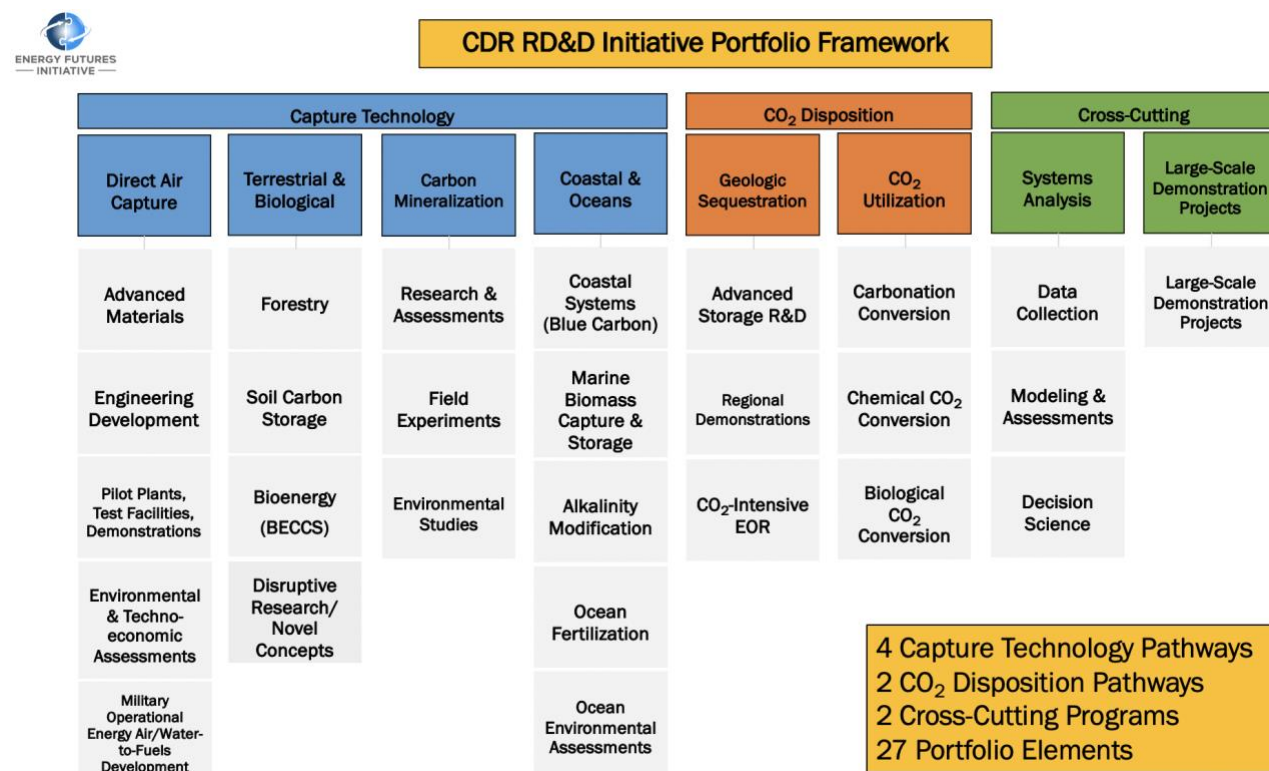 ENERGY FUTURES
INITIATIVE
CDR RD&D Initiative Portfolio Framework
Capture Technology
CO₂ Disposition
Cross-Cutting
Direct Air
Capture
Terrestrial &
Biological
Carbon
Mineralization
Coastal &
Oceans
Geologic
Sequestration
CO₂
Utilization
Systems
Analysis
Large-Scale
Demonstration
Projects
Advanced
Materials
Forestry
Research &
Assessments
Coastal
Systems
(Blue Carbon)
Advanced
Storage R&D
Carbonation
Conversion
Data
Collection
Large-Scale
Demonstration
Projects
Engineering
Development
Soil Carbon
Storage
Field
Experiments
Marine
Biomass
Capture &
Storage
Regional
Demonstrations
Chemical CO₂
Conversion
Modeling &
Assessments
Pilot Plants,
Test Facilities,
Demonstrations
Bioenergy
(BECCS)
Environmental
Studies
Alkalinity
Modification
CO₂-Intensive
EOR
Biological
CO₂
Conversion
Decision
Science
Environmental
& Techno-
economic
Assessments
Disruptive
Research/
Novel
Concepts
Ocean
Fertilization
Military
Operational
Energy Air/Water-
to-Fuels
Development
Ocean
Environmental
Assessments
4 Capture Technology Pathways
2 CO₂ Disposition Pathways
2 Cross-Cutting Programs
27 Portfolio Elements